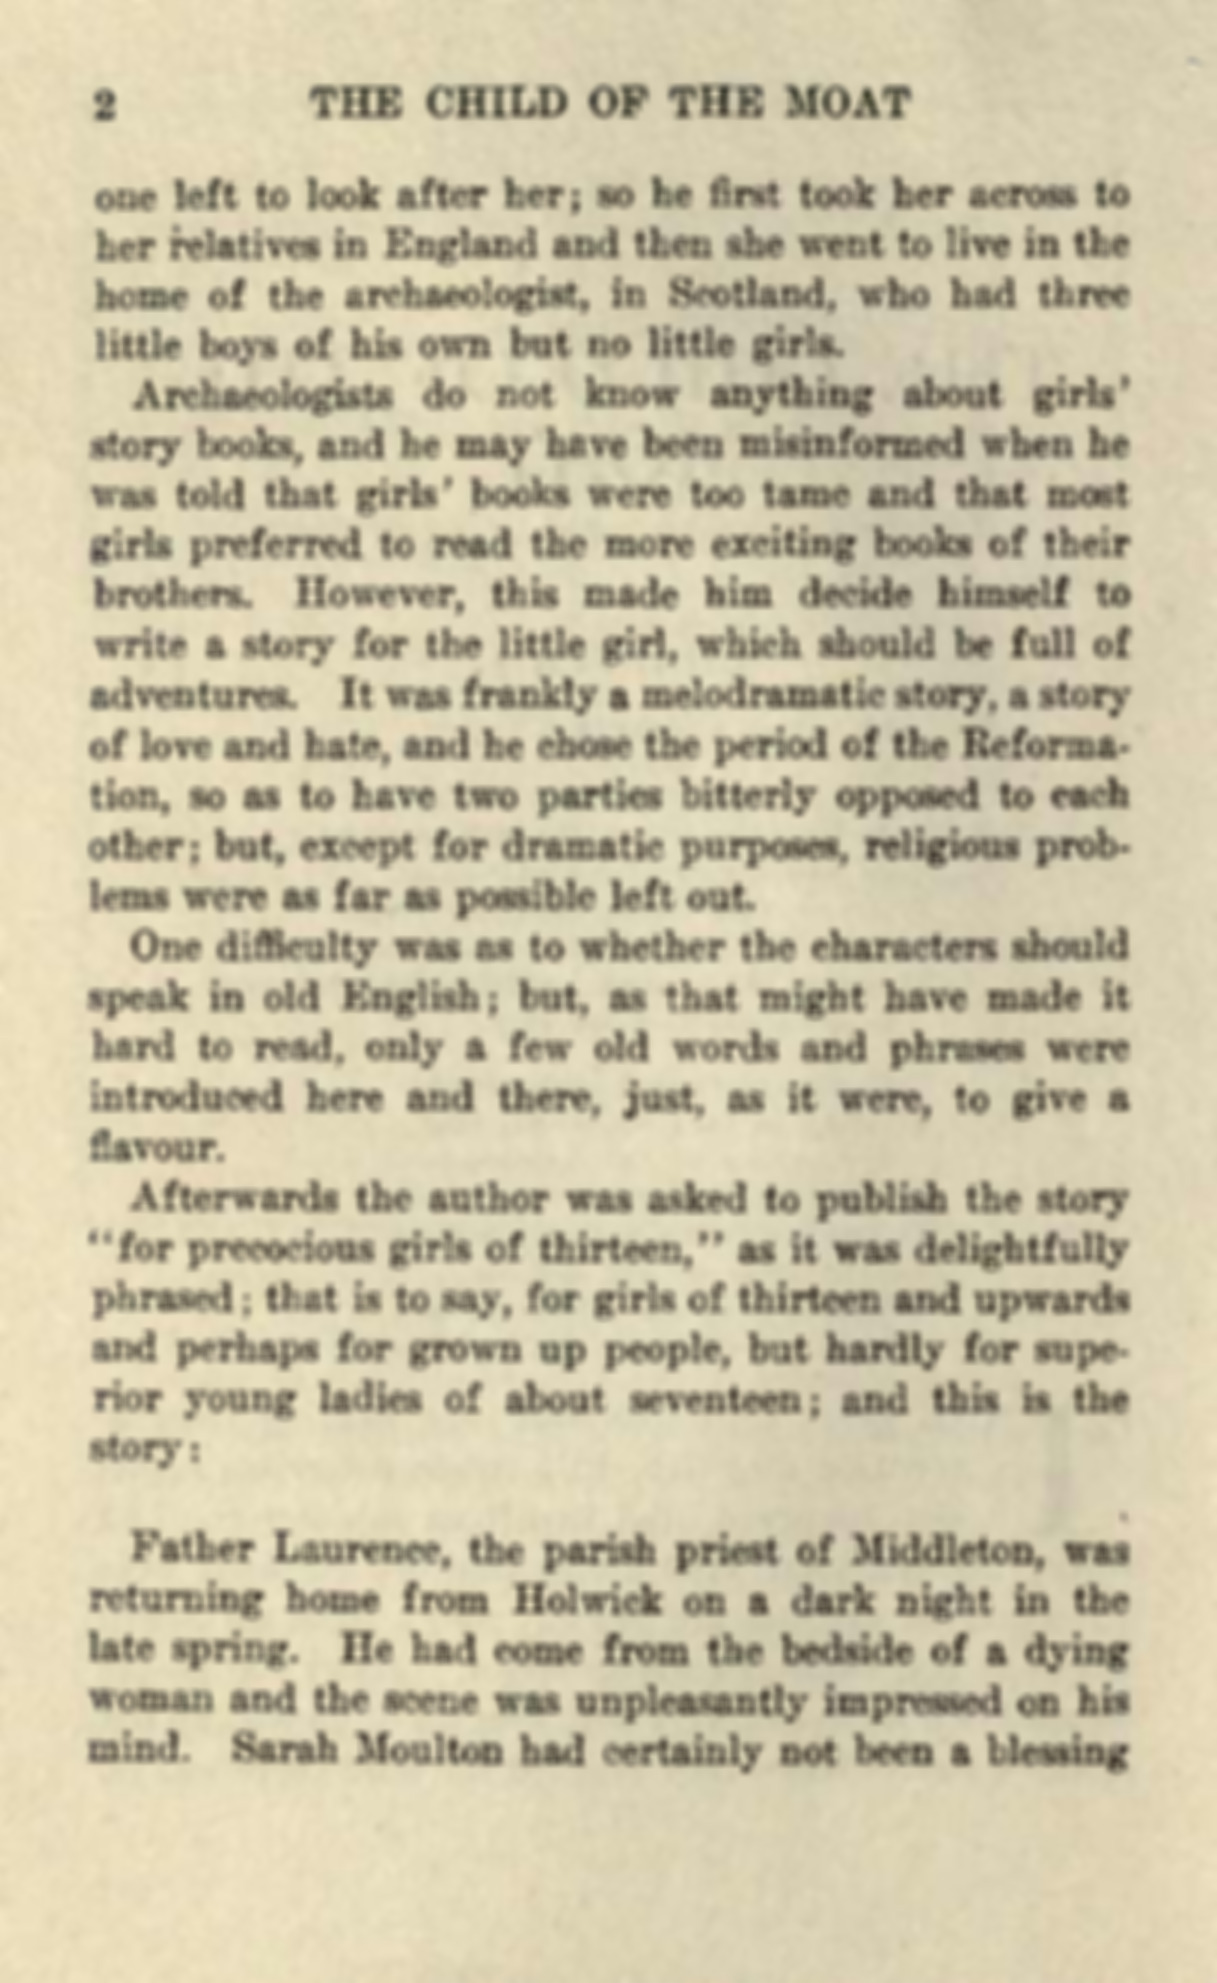 2 THE CHILD OF THE MOAT
one left to look after her; so he first took her across to
her relatives in England and then she went to live in the
home of the archaeologist, in Scotland, who had three
little boys of his own but no little girls.
Archaeologists do not know anything about girls'
story books, and he may have been misinformed when he
was told that girls' books were too tame and that most
girls preferred to read the more exciting books of their
brothers. However, this made him decide himself to
write a story for the little girl, which should be full of
adventures. It was frankly a melodramatic story, a story
of love and hate, and he chose the period of the Reforma-
tion, so as to have two parties bitterly opposed to each
other; but, except for dramatic purposes, religious prob-
lems were as far as possible left out.
One difficulty was as to whether the characters should
speak in old English; but, as that might have made it
hard to read, only a few old words and phrases were
introduced here and there, just, as it were, to give a
flavour.
Afterwards the author was asked to publish the story
"for precocious girls of thirteen," as it was delightfully
phrased; that is to say, for girls of thirteen and upwards
and perhaps for grown up people, but hardly for supe-
rior young ladies of about seventeen; and this is the
story:
Father Laurence, the parish priest of Middleton, was
returning home from Holwick on a dark night in the
late spring. He had come from the bedside of a dying
woman and the scene was unpleasantly impressed on his
mind. Sarah Moulton had certainly not been a blessing